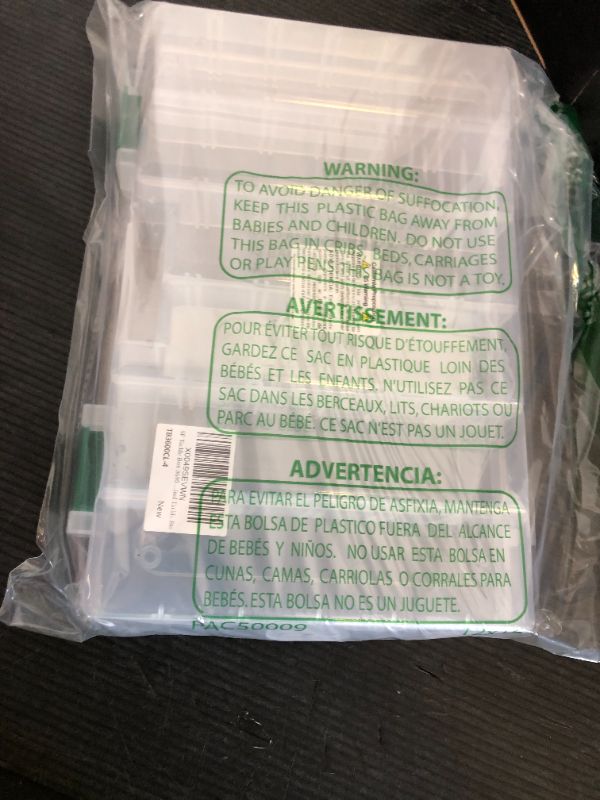 WARNING:
TO AVOID DANGER OF SUFFOCATION,
KEEP THIS PLASTIC BAG AWAY FROM
BABIES AND CHILDREN. DO NOT USE
THIS BAG IN CRIBS, BEDS, CARRIAGES
OR PLAY PENS. THIS BAG IS NOT A TOY.
AVERTISSEMENT:
POUR ÉVITER TOUT RISQUE D'ÉTOUFFEMENT,
GARDEZ CE SAC EN PLASTIQUE LOIN DES
BÉBÉS ET LES ENFANTS. N'UTILISEZ PAS CE
SAC DANS LES BERCEAUX, LITS, CHARIOTS OU
PARC AU BÉBÉ. CE SAC N'EST PAS UN JOUET.
ADVERTENCIA:
PARA EVITAR EL PELIGRO DE ASFIXIA, MANTENGA
ESTA BOLSA DE PLASTICO FUERA DEL ALCANCE
DE BEBÉS Y NIÑOS. NO USAR ESTA BOLSA EN
CUNAS, CAMAS, CARRIOLAS O CORRALES PARA
BEBÉS. ESTA BOLSA NO ES UN JUGUETE.
PAC50009
X0049SEVMN
New
TB3600CL-4